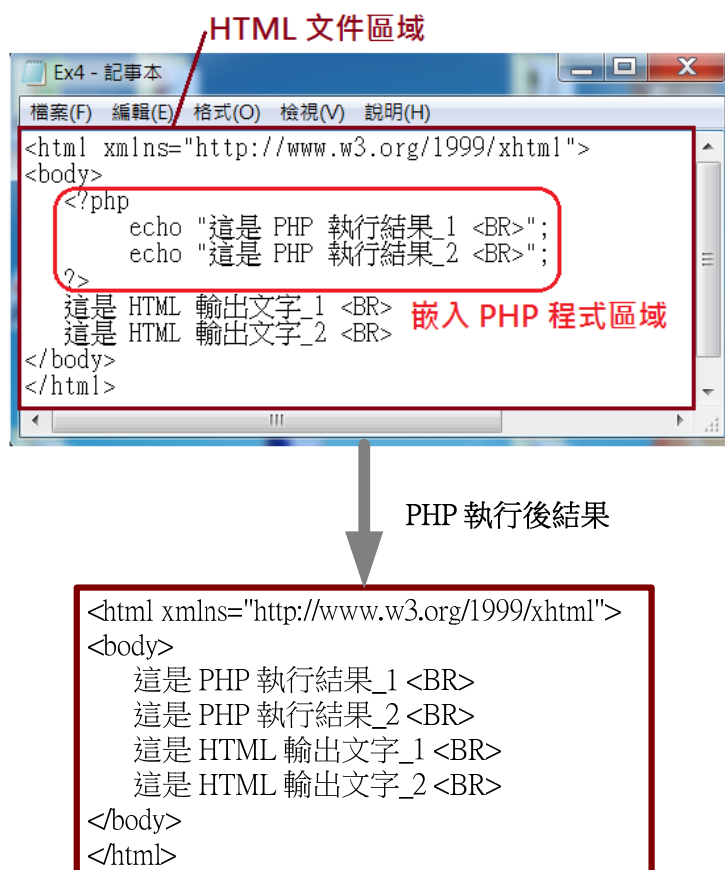 HTML 文件區域
Ex4 - 記事本
檔案(F) 編輯(E) 格式(O) 檢視(V) 說明(H)
<html xmlns="http://www.w3.org/1999/xhtml">
<body>
<?php
echo "這是 PHP 執行結果_1 <BR>";
echo "這是 PHP 執行結果_2 <BR>";
?>
這是 HTML 輸出文字_1 <BR>
這是 HTML 輸出文字_2 <BR>
嵌入 PHP 程式區域
</body>
</html>
PHP 執行後結果
<html xmlns="http://www.w3.org/1999/xhtml">
<body>
這是 PHP 執行結果_1 <BR>
這是 PHP 執行結果_2 <BR>
這是 HTML 輸出文字_1 <BR>
這是 HTML 輸出文字_2 <BR>
</body>
</html>